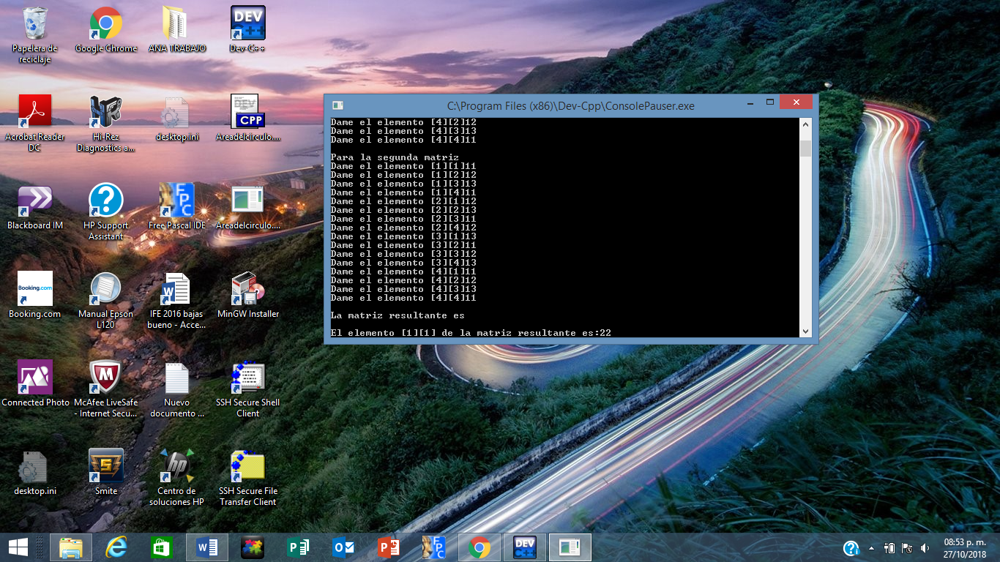 Papelera de
reciclaje
Google Chrome
ANA TRABAJO
DEV
C++
Dev-C++
Acrobat Reader
DC
Hi-Rez
Diagnostics a...
desktop.ini
DEV
CPP
Areadelcirculo....
Blackboard IM
HP Support
Assistant
FPC
Free Pascal IDE
Areadelcirculo....
Booking.com
Booking.com
Manual Epson
L120
IFE 2016 bajas
bueno - Acce...
MinGW Installer
Connected Photo
McAfee LiveSafe
- Internet Secu...
Nuevo
documento ...
SSH Secure Shell
Client
desktop.ini
Smite
hp
Centro de
soluciones HP
SSH Secure File
Transfer Client
C:\Program Files (x86)\Dev-Cpp\ConsolePauser.exe
Dame el elemento [4][2]12
Dame el elemento [4][3]13
Dame el elemento [4][4]11
Para la segunda matriz
Dame el elemento [1][1]11
Dame el elemento [1][2]12
Dame el elemento [1][3]13
Dame el elemento [1][4]11
Dame el elemento [2][1]12
Dame el elemento [2][2]13
Dame el elemento [2][3]11
Dame el elemento [2][4]12
Dame el elemento [3][1]13
Dame el elemento [3][2]11
Dame el elemento [3][3]12
Dame el elemento [3][4]13
Dame el elemento [4][1]11
Dame el elemento [4][2]12
Dame el elemento [4][3]13
Dame el elemento [4][4]11
La matriz resultante es
El elemento [1][1] de la matriz resultante es:22
DEV
C++
08:53 p. m.
27/10/2018